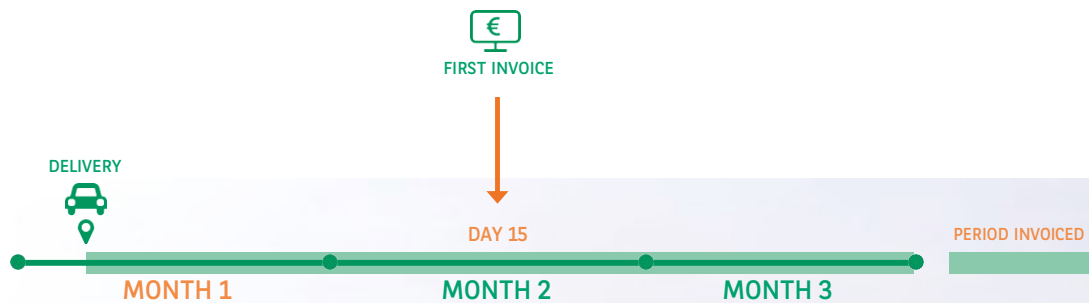 €
FIRST INVOICE
DELIVERY
DAY 15
PERIOD INVOICED
MONTH 1
MONTH 2
MONTH 3